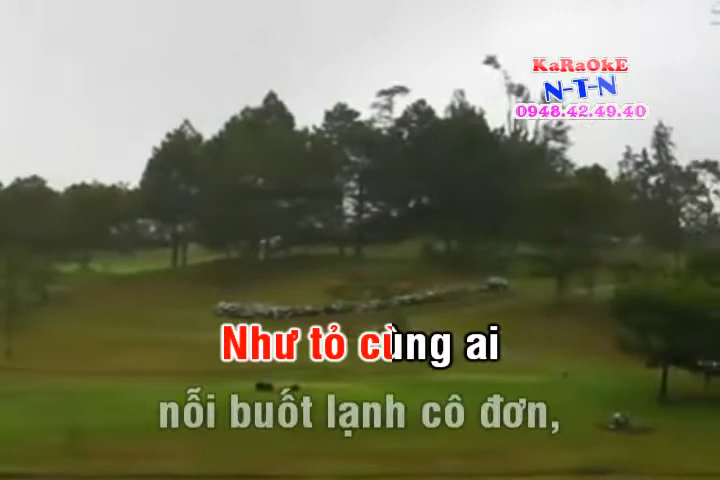 KaRaOkE
N-T-N
0948.42.49.40
Như tỏ cùng ai
nỗi buốt lạnh cô đơn,